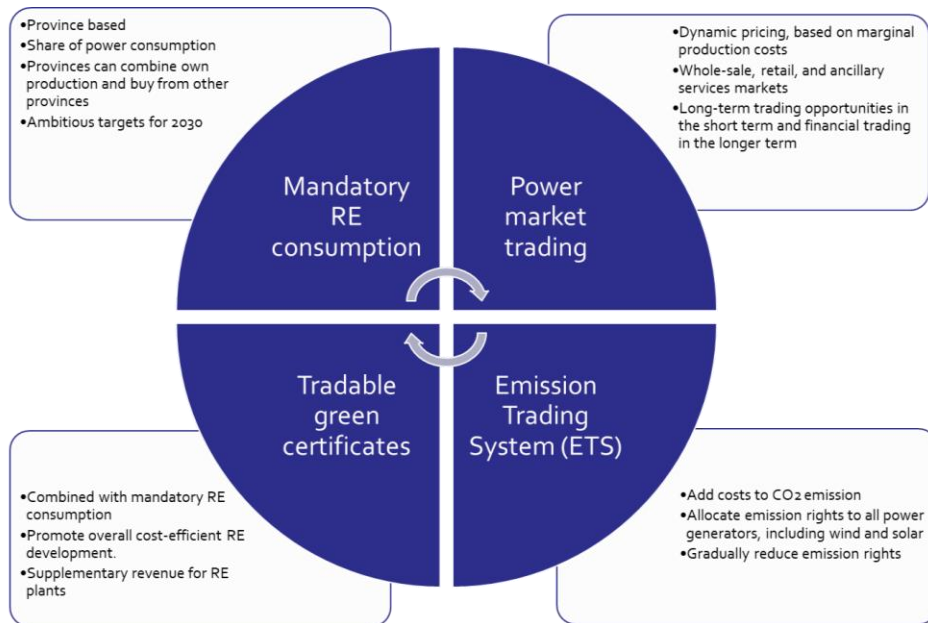 •Province based
•Share of power consumption
•Provinces can combine own
production and buy from other
provinces
•Ambitious targets for 2030
•Dynamic pricing, based on marginal
production costs
•Whole-sale, retail, and ancillary
services markets
•Long-term trading opportunities in
the short term and financial trading
in the longer term
Mandatory
RE
consumption
Power
market
trading
Tradable
green
certificates
Emission
Trading
System (ETS)
•Combined with mandatory RE
consumption
•Promote overall cost-efficient RE
development.
•Supplementary revenue for RE
plants
•Add costs to CO2 emission
•Allocate emission rights to all power
generators, including wind and solar
•Gradually reduce emission rights